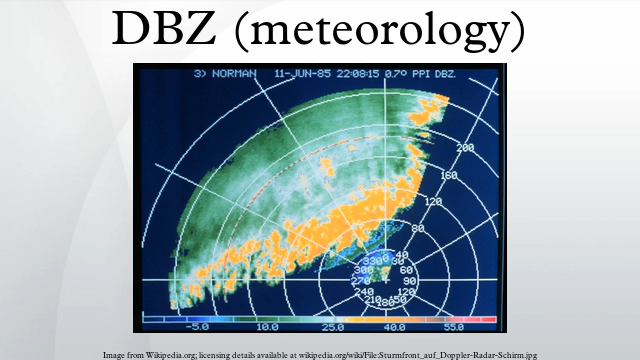 DBZ (meteorology)
3) NORMAN 11-JUN-85 22:08:15 0.7° PPI DBZ
200
160
120
80
40
330 0 30
300 60
270 90
240 120
-5.0 10.0 25.0 40.0 55.0
Image from Wikipedia.org; licensing details available at wikipedia.org/wiki/File:Sturmfront_auf_Doppler-Radar-Schirm.jpg